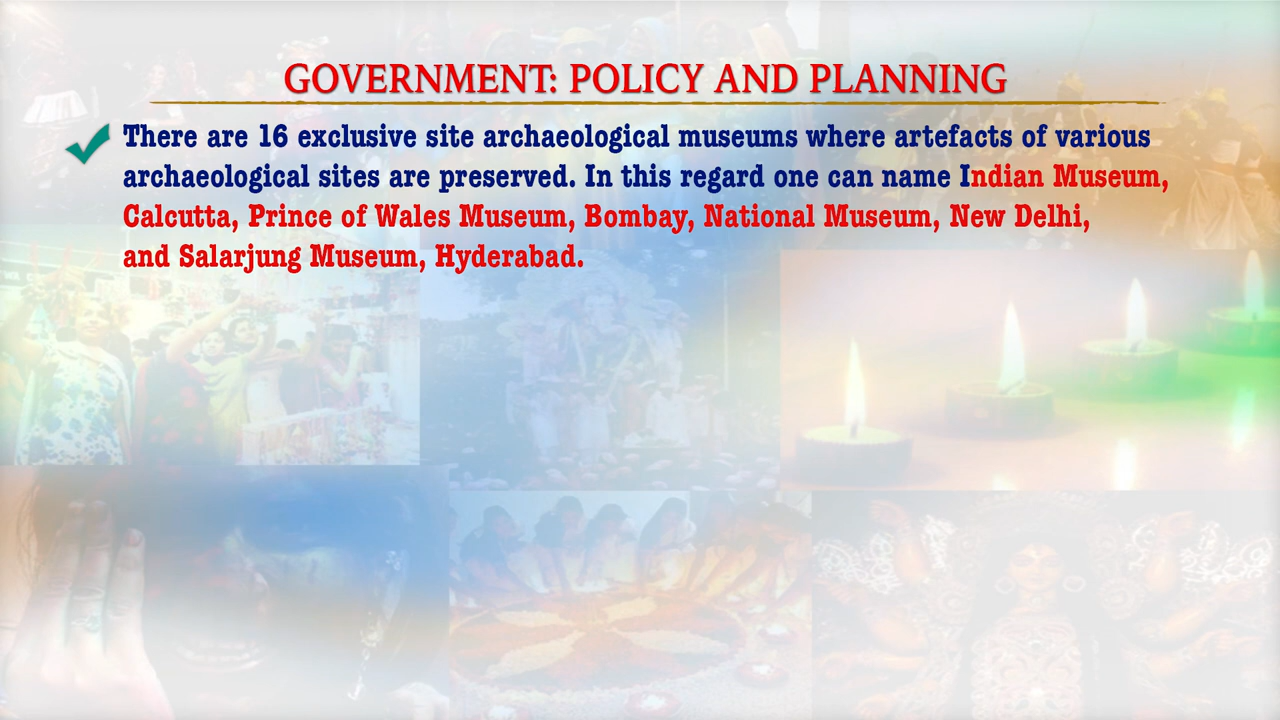 GOVERNMENT: POLICY AND PLANNING
There are 16 exclusive site archaeological museums where artefacts of various
archaeological sites are preserved. In this regard one can name Indian Museum,
Calcutta, Prince of Wales Museum, Bombay, National Museum, New Delhi,
and Salarjung Museum, Hyderabad.